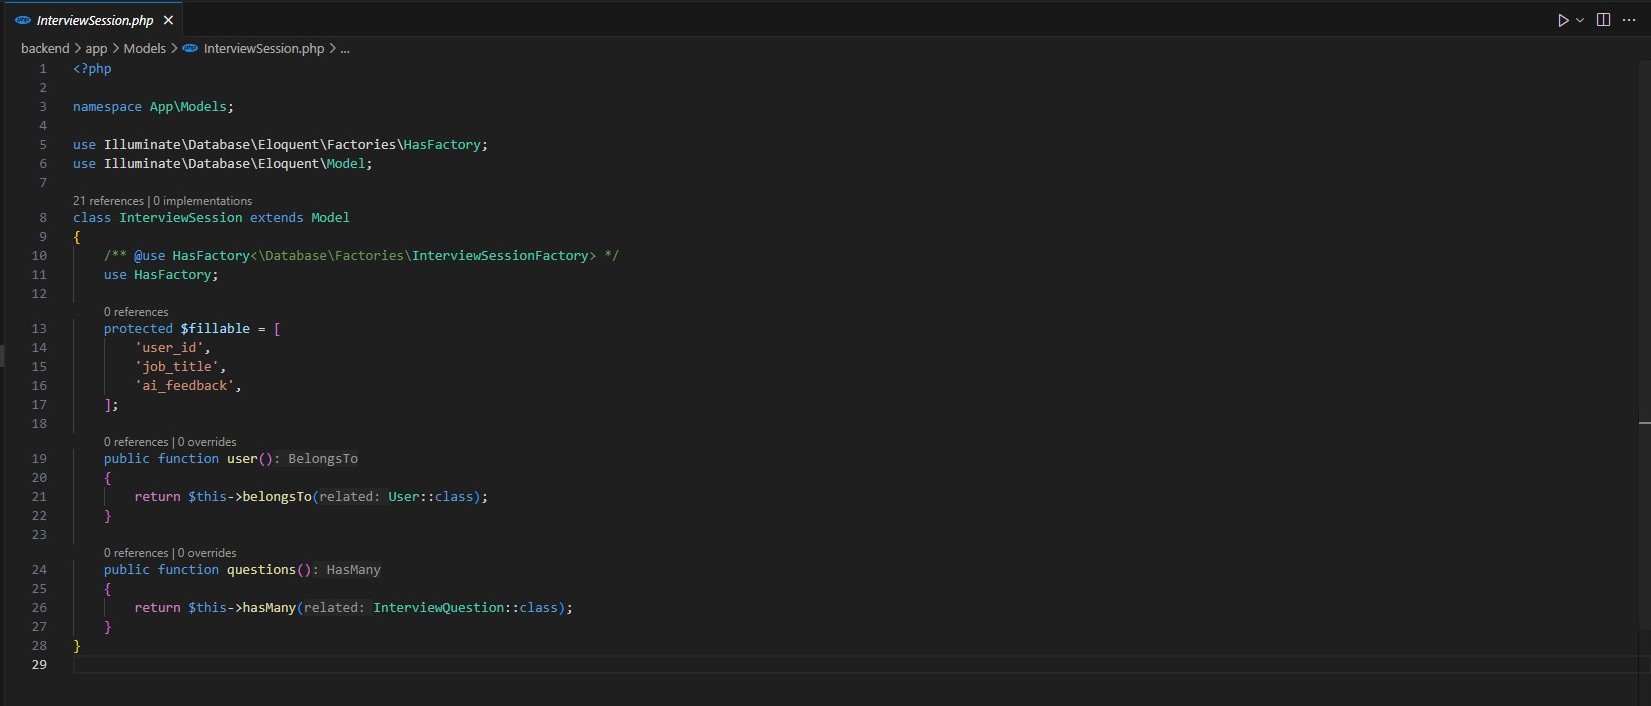 InterviewSession.php
backend > app > Models > InterviewSession.php > ...
1 <?php
2
3 namespace App\Models;
4
5 use Illuminate\Database\Eloquent\Factories\HasFactory;
6 use Illuminate\Database\Eloquent\Model;
7
21 references | 0 implementations
8 class InterviewSession extends Model
9 {
10     /** @use HasFactory<\Database\Factories\InterviewSessionFactory> */
11     use HasFactory;
12
0 references
13     protected $fillable = [
14         'user_id',
15         'job_title',
16         'ai_feedback',
17     ];
18
0 references | 0 overrides
19     public function user(): BelongsTo
20     {
21         return $this->belongsTo(related: User::class);
22     }
23
0 references | 0 overrides
24     public function questions(): HasMany
25     {
26         return $this->hasMany(related: InterviewQuestion::class);
27     }
28 }
29